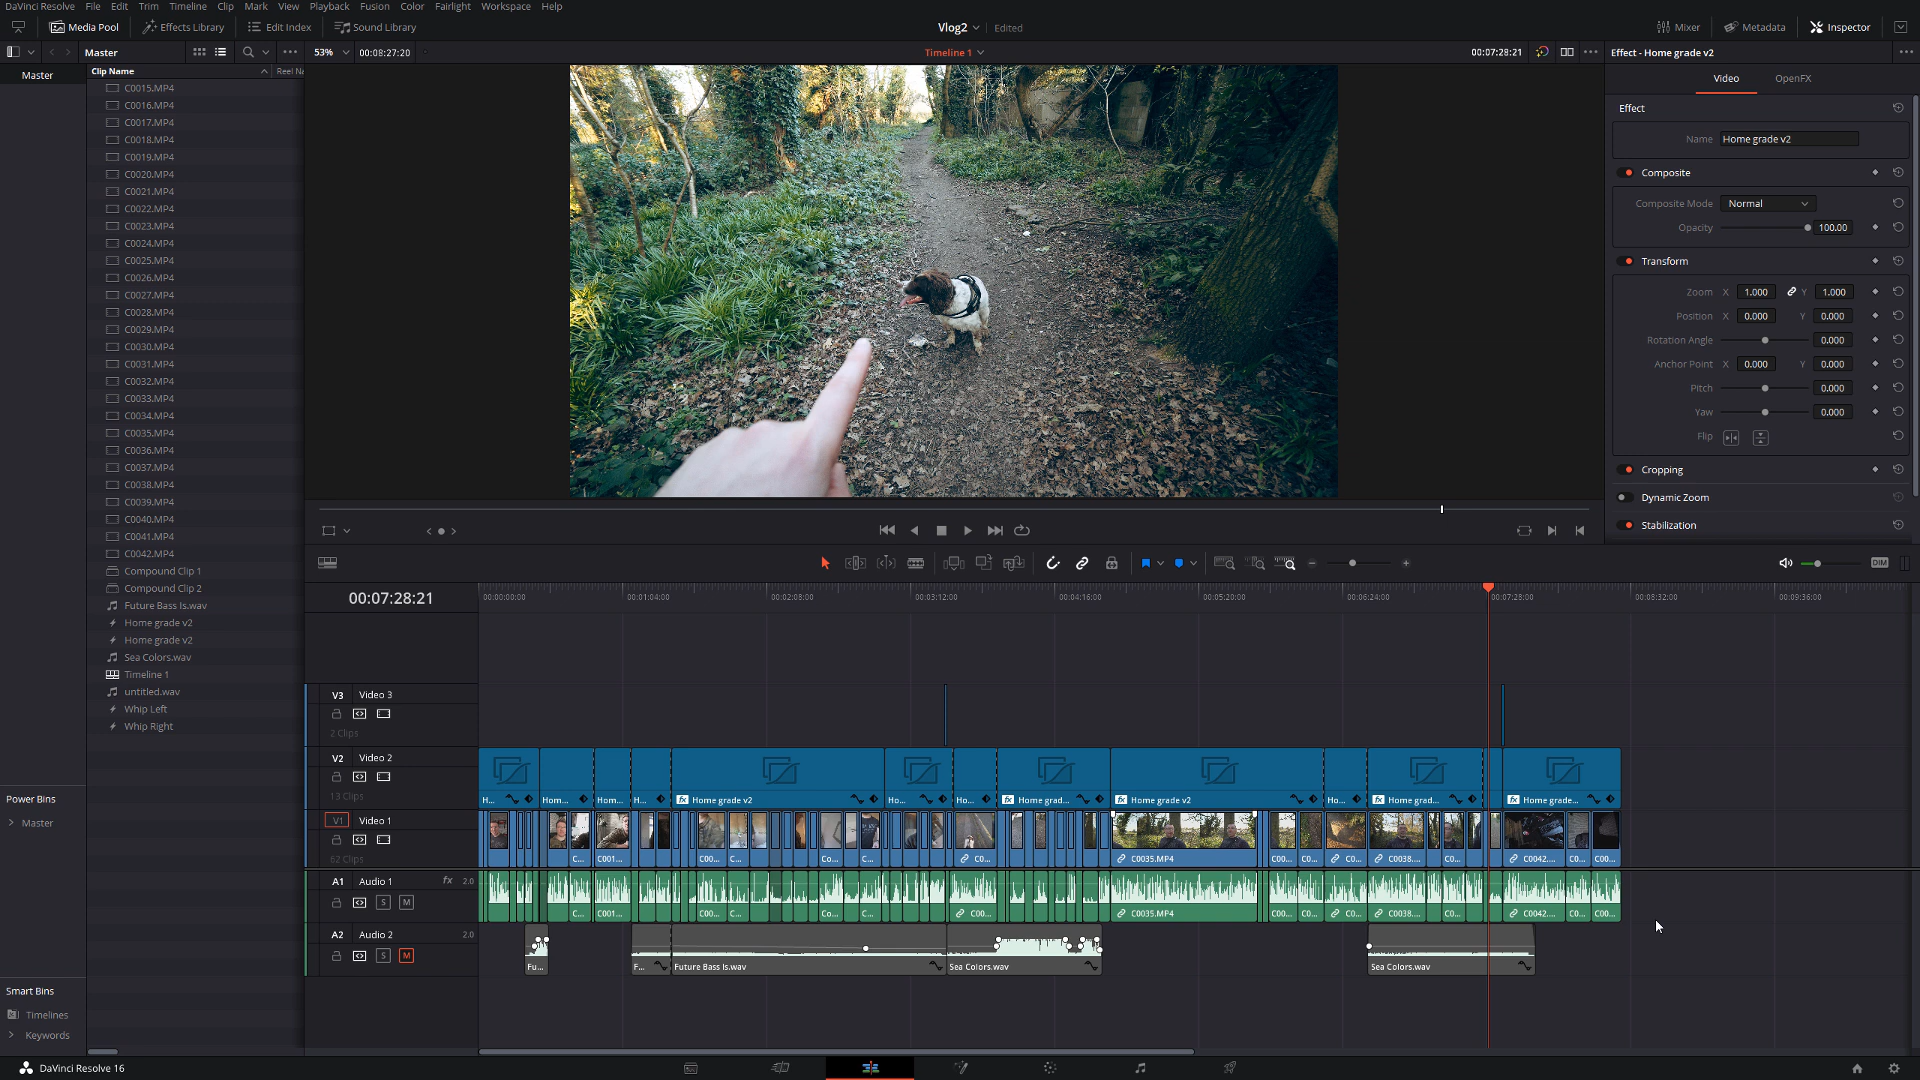 DaVinci Resolve File Edit Trim Timeline Clip Mark View Playback Fusion Color Fairlight Workspace Help
Media Pool Effects Library Edit Index Sound Library Vlog2 Edited Mixer Metadata Inspector
Master 53% 00:08:27:20 Timeline 1 00:07:28:21 Effect - Home grade v2
Master
Clip Name Reel Na
C0015.MP4
C0016.MP4
C0017.MP4
C0018.MP4
C0019.MP4
C0020.MP4
C0021.MP4
C0022.MP4
C0023.MP4
C0024.MP4
C0025.MP4
C0026.MP4
C0027.MP4
C0028.MP4
C0029.MP4
C0030.MP4
C0031.MP4
C0032.MP4
C0033.MP4
C0034.MP4
C0035.MP4
C0036.MP4
C0037.MP4
C0038.MP4
C0039.MP4
C0040.MP4
C0041.MP4
C0042.MP4
Compound Clip 1
Compound Clip 2
Future Bass Is.wav
Home grade v2
Home grade v2
Sea Colors.wav
Timeline 1
untitled.wav
Whip Left
Whip Right
Power Bins
Master
Smart Bins
Timelines
Keywords
Video OpenFX
Effect
Name Home grade v2
Composite
Composite Mode Normal
Opacity 100.00
Transform
Zoom X 1.000 Y 1.000
Position X 0.000 Y 0.000
Rotation Angle 0.000
Anchor Point X 0.000 Y 0.000
Pitch 0.000
Yaw 0.000
Flip
Cropping
Dynamic Zoom
Stabilization
DIM
00:07:28:21 00:00:00:00 00:01:04:00 00:02:08:00 00:03:12:00 00:04:16:00 00:05:20:00 00:06:24:00 00:07:28:00 00:08:32:00 00:09:36:00
V3 Video 3
2 Clips
V2 Video 2
13 Clips
H... Hom... Hom... H... fx Home grade v2 Ho... Ho... fx Home grad... fx Home grade v2 Ho... fx Home grad... fx Home grade...
V1 Video 1
62 Clips
C... C001... C00... C... Co... C... C0... C0035.MP4 C00... C0... C0... C0038.... C0... C0042.... C0... C00...
A1 Audio 1 fx 2.0
S M
C... C001... C00... C... Co... C... C00... C0035.MP4 C00... C0... C0... C0038.... C0... C0042.... C0... C00...
A2 Audio 2 2.0
S M
Fu... F... Future Bass Is.wav Sea Colors.wav Sea Colors.wav
DaVinci Resolve 16